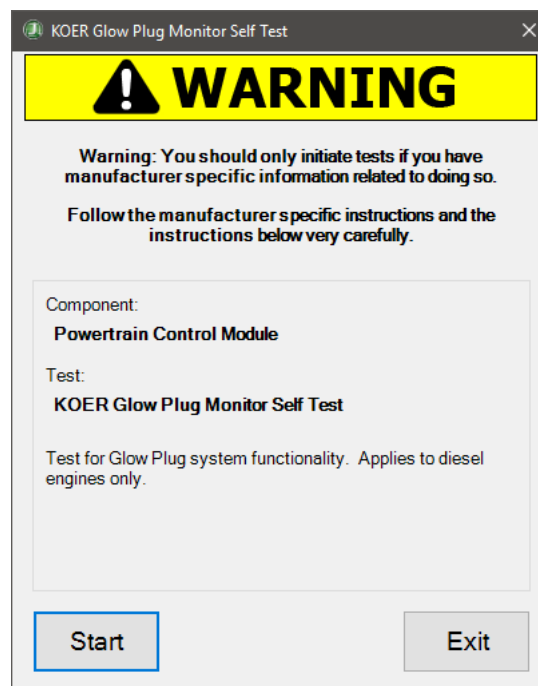 KOER Glow Plug Monitor Self Test
WARNING
Warning: You should only initiate tests if you have
manufacturer specific information related to doing so.
Follow the manufacturer specific instructions and the
instructions below very carefully.
Component:
Powertrain Control Module
Test:
KOER Glow Plug Monitor Self Test
Test for Glow Plug system functionality.  Applies to diesel
engines only.
Start
Exit